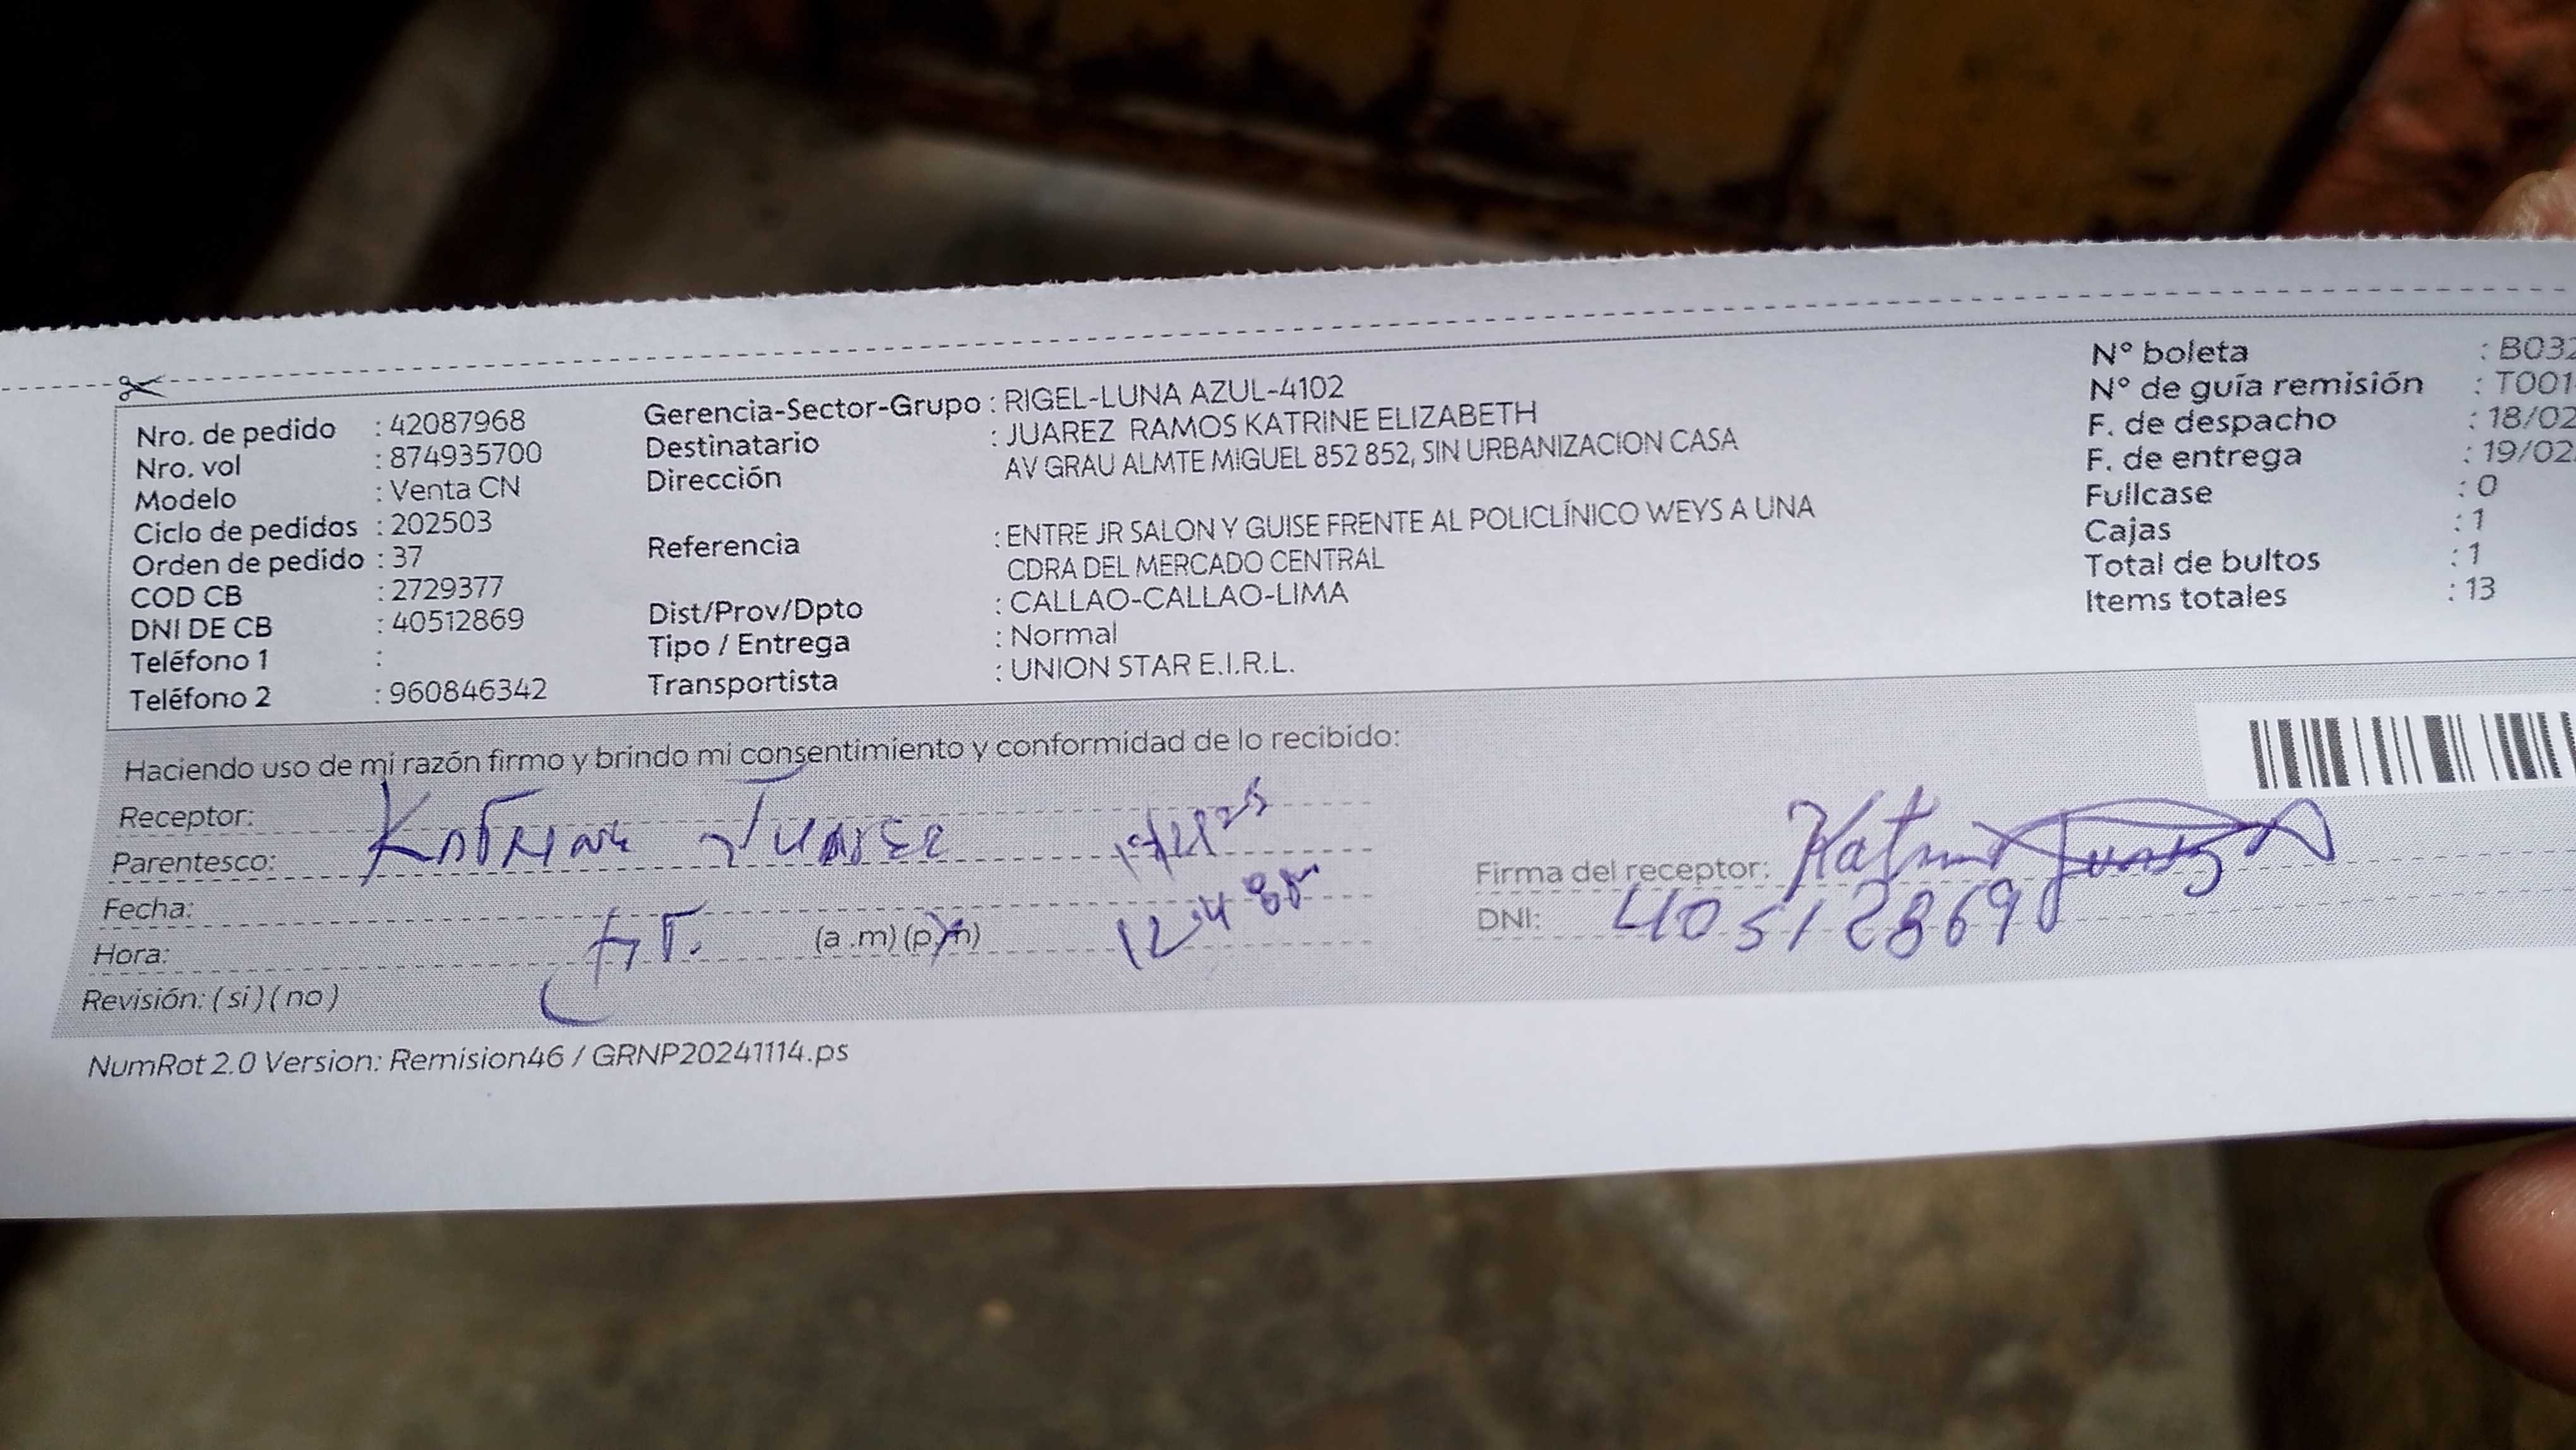 Nro. de pedido : 42087968
Nro. vol : 874935700
Modelo : Venta CN
Ciclo de pedidos : 202503
Orden de pedido : 37
COD CB : 2729377
DNI DE CB : 40512869
Teléfono 1 :
Teléfono 2 : 960846342
Gerencia-Sector-Grupo : RIGEL-LUNA AZUL-4102
Destinatario : JUAREZ RAMOS KATRINE ELIZABETH
Dirección AV GRAU ALMTE MIGUEL 852 852, SIN URBANIZACION CASA
Referencia : ENTRE JR SALON Y GUISE FRENTE AL POLICLÍNICO WEYS A UNA
CDRA DEL MERCADO CENTRAL
Dist/Prov/Dpto : CALLAO-CALLAO-LIMA
Tipo / Entrega : Normal
Transportista : UNION STAR E.I.R.L.
N° boleta : B032
N° de guía remisión : T001
F. de despacho : 18/02
F. de entrega : 19/02
Fullcase : 0
Cajas : 1
Total de bultos : 1
Items totales : 13
Haciendo uso de mi razón firmo y brindo mi consentimiento y conformidad de lo recibido:
Receptor:
Parentesco:
Fecha:
Hora: (a .m) (p.m)
Revisión: ( si ) ( no )
Firma del receptor:
DNI: 40512869
NumRot 2.0 Version: Remision46 / GRNP20241114.ps